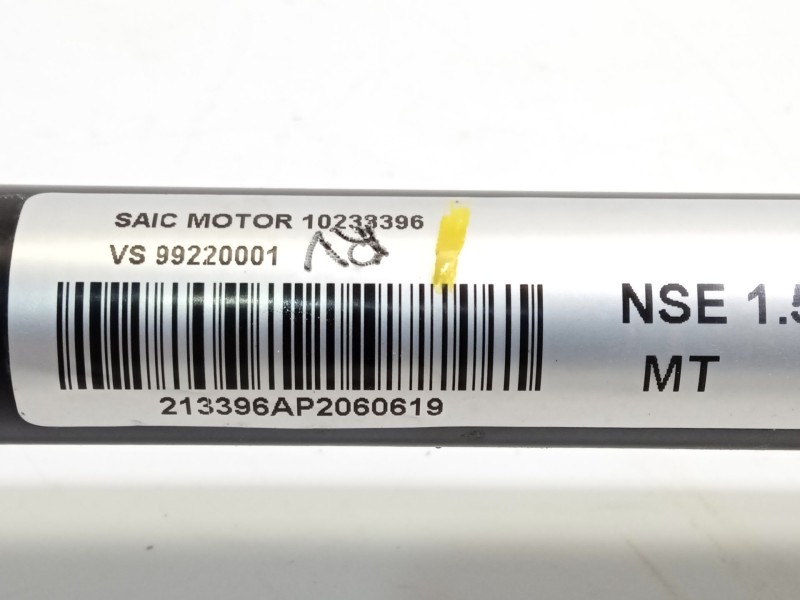 SAIC MOTOR 10233396
VS 99220001
213396AP2060619
NSE 1.5
MT